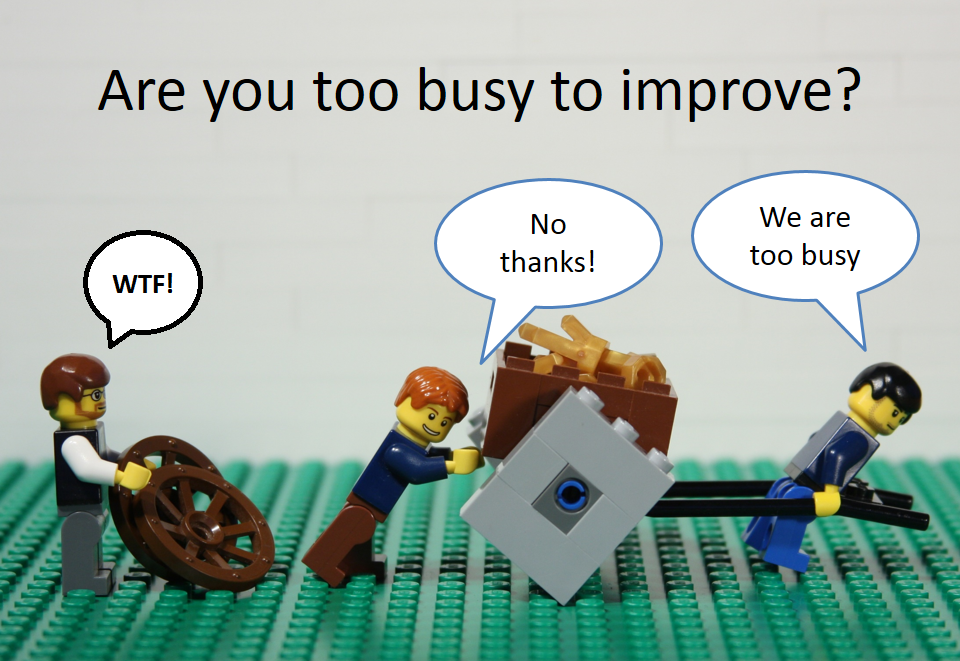 Are you too busy to improve?
WTF!
No
thanks!
We are
too busy